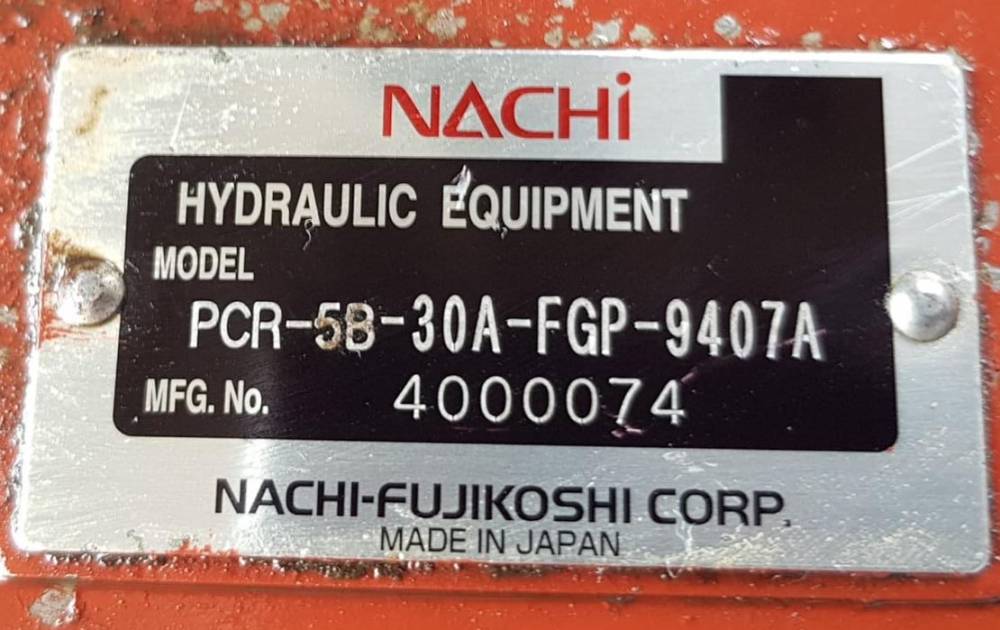 NACHi
HYDRAULIC EQUIPMENT
MODEL
PCR-5B-30A-FGP-9407A
MFG. No. 4000074
NACHI-FUJIKOSHI CORP.
MADE IN JAPAN